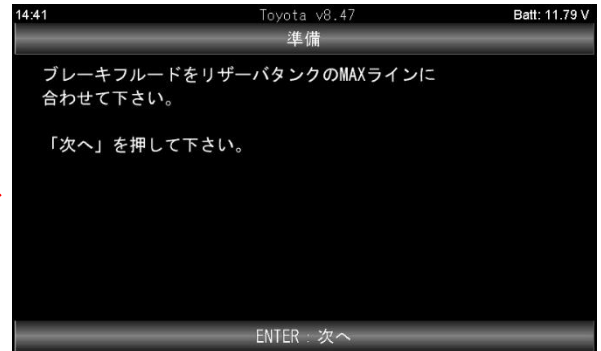 14:41 Toyota v8.47 Batt: 11.79 V
準備
ブレーキフルードをリザーバタンクのMAXラインに
合わせて下さい。
「次へ」を押して下さい。
ENTER : 次へ